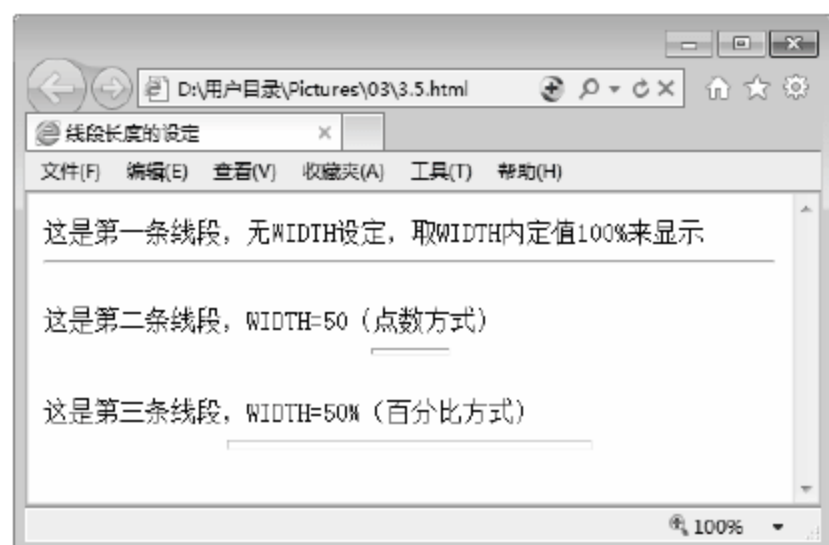 D:\用户目录\Pictures\03\3.5.html
线段长度的设定
文件(F) 编辑(E) 查看(V) 收藏夹(A) 工具(T) 帮助(H)
这是第一条线段，无WIDTH设定，取WIDTH内定值100%来显示
这是第二条线段，WIDTH=50（点数方式）
这是第三条线段，WIDTH=50%（百分比方式）
100%